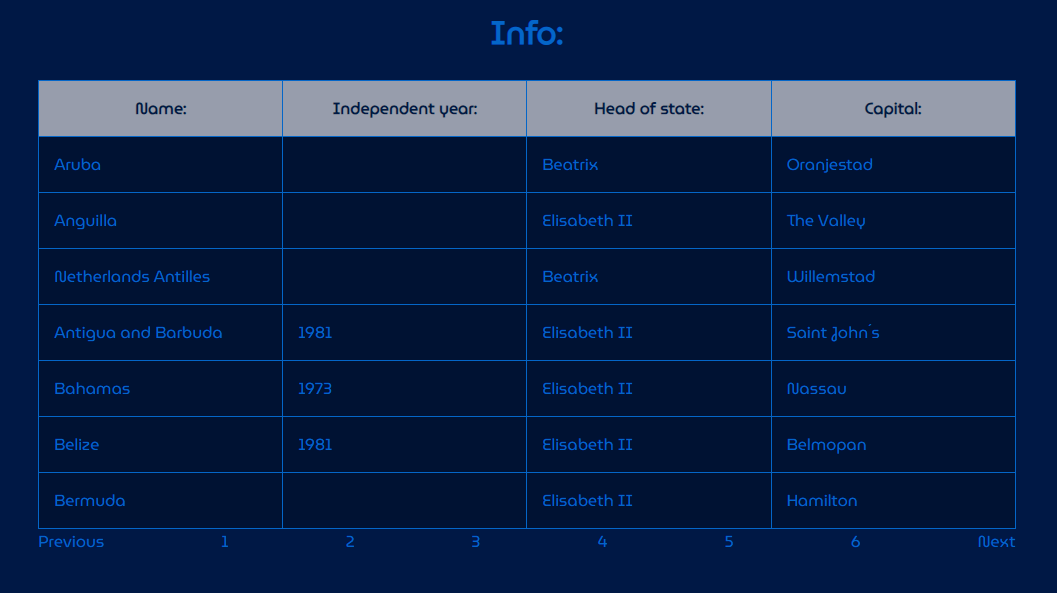 Info:
Name: Independent year: Head of state: Capital:
Aruba Beatrix Oranjestad
Anguilla Elisabeth II The Valley
Netherlands Antilles Beatrix Willemstad
Antigua and Barbuda 1981 Elisabeth II Saint John's
Bahamas 1973 Elisabeth II Nassau
Belize 1981 Elisabeth II Belmopan
Bermuda Elisabeth II Hamilton
Previous 1 2 3 4 5 6 Next